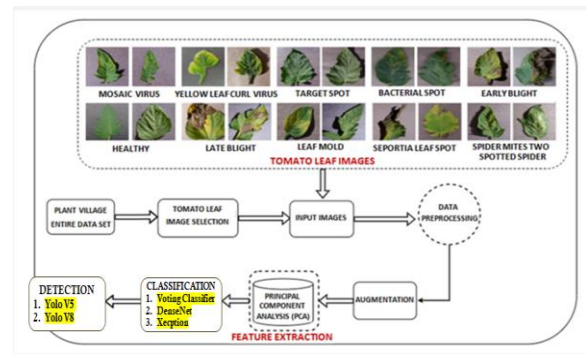 MOSAIC VIRUS YELLOW LEAF CURL VIRUS TARGET SPOT BACTERIAL SPOT EARLY BLIGHT
HEALTHY LATE BLIGHT LEAF MOLD SEPORTIA LEAF SPOT SPIDER MITES TWO
SPOTTED SPIDER
TOMATO LEAF IMAGES
PLANT VILLAGE
ENTIRE DATA SET
TOMATO LEAF
IMAGE SELECTION
INPUT IMAGES
DATA
PREPROCESSING
DETECTION
1. Yolo V5
2. Yolo V8
CLASSIFICATION
1. Voting Classifier
2. DenseNet
3. Xecption
PRINCIPAL
COMPONENT
ANALYSIS (PCA)
AUGMENTATION
FEATURE EXTRACTION